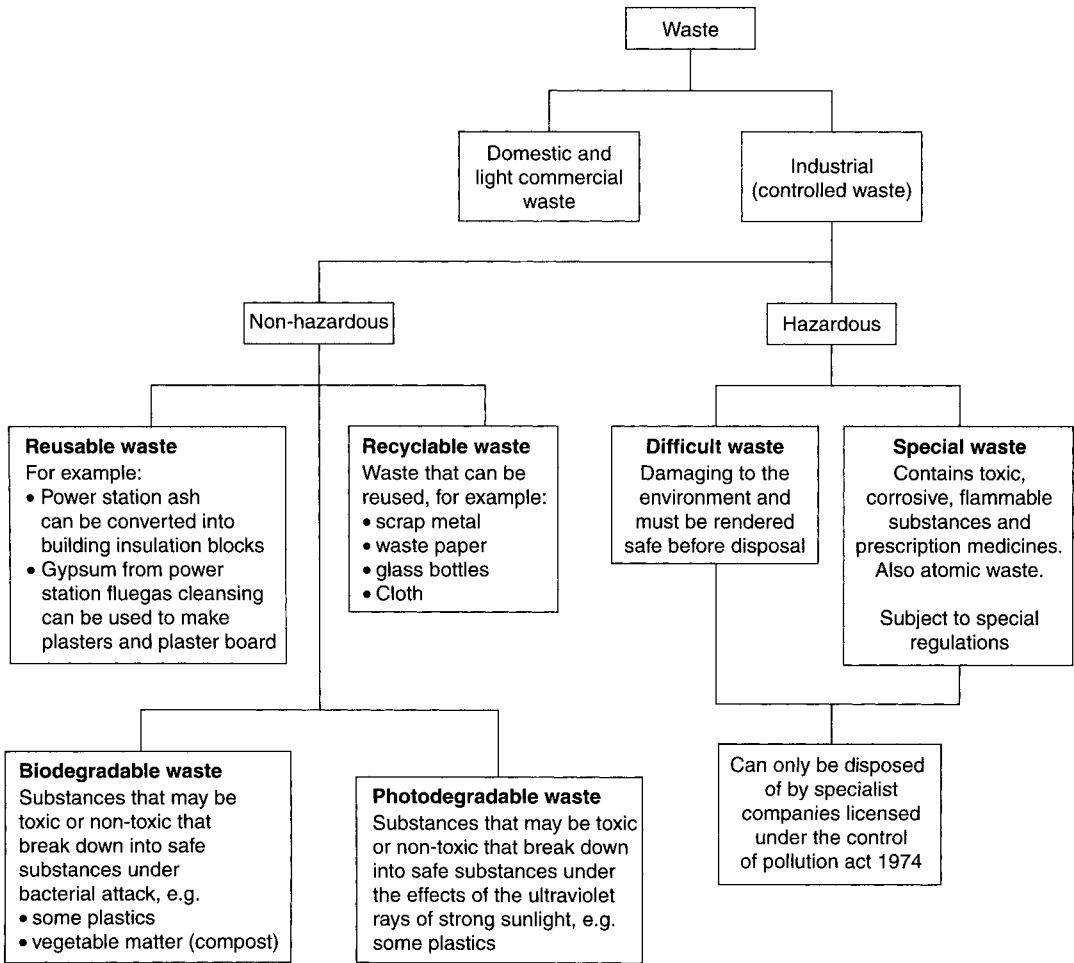 Waste
Domestic and
light commercial
waste
Industrial
(controlled waste)
Non-hazardous
Hazardous
Reusable waste
For example:
• Power station ash
can be converted into
building insulation blocks
• Gypsum from power
station fluegas cleansing
can be used to make
plasters and plaster board
Recyclable waste
Waste that can be
reused, for example:
• scrap metal
• waste paper
• glass bottles
• Cloth
Difficult waste
Damaging to the
environment and
must be rendered
safe before disposal
Special waste
Contains toxic,
corrosive, flammable
substances and
prescription medicines.
Also atomic waste.
Subject to special
regulations
Biodegradable waste
Substances that may be
toxic or non-toxic that
break down into safe
substances under
bacterial attack, e.g.
• some plastics
• vegetable matter (compost)
Photodegradable waste
Substances that may be toxic
or non-toxic that break down
into safe substances under
the effects of the ultraviolet
rays of strong sunlight, e.g.
some plastics
Can only be disposed
of by specialist
companies licensed
under the control
of pollution act 1974